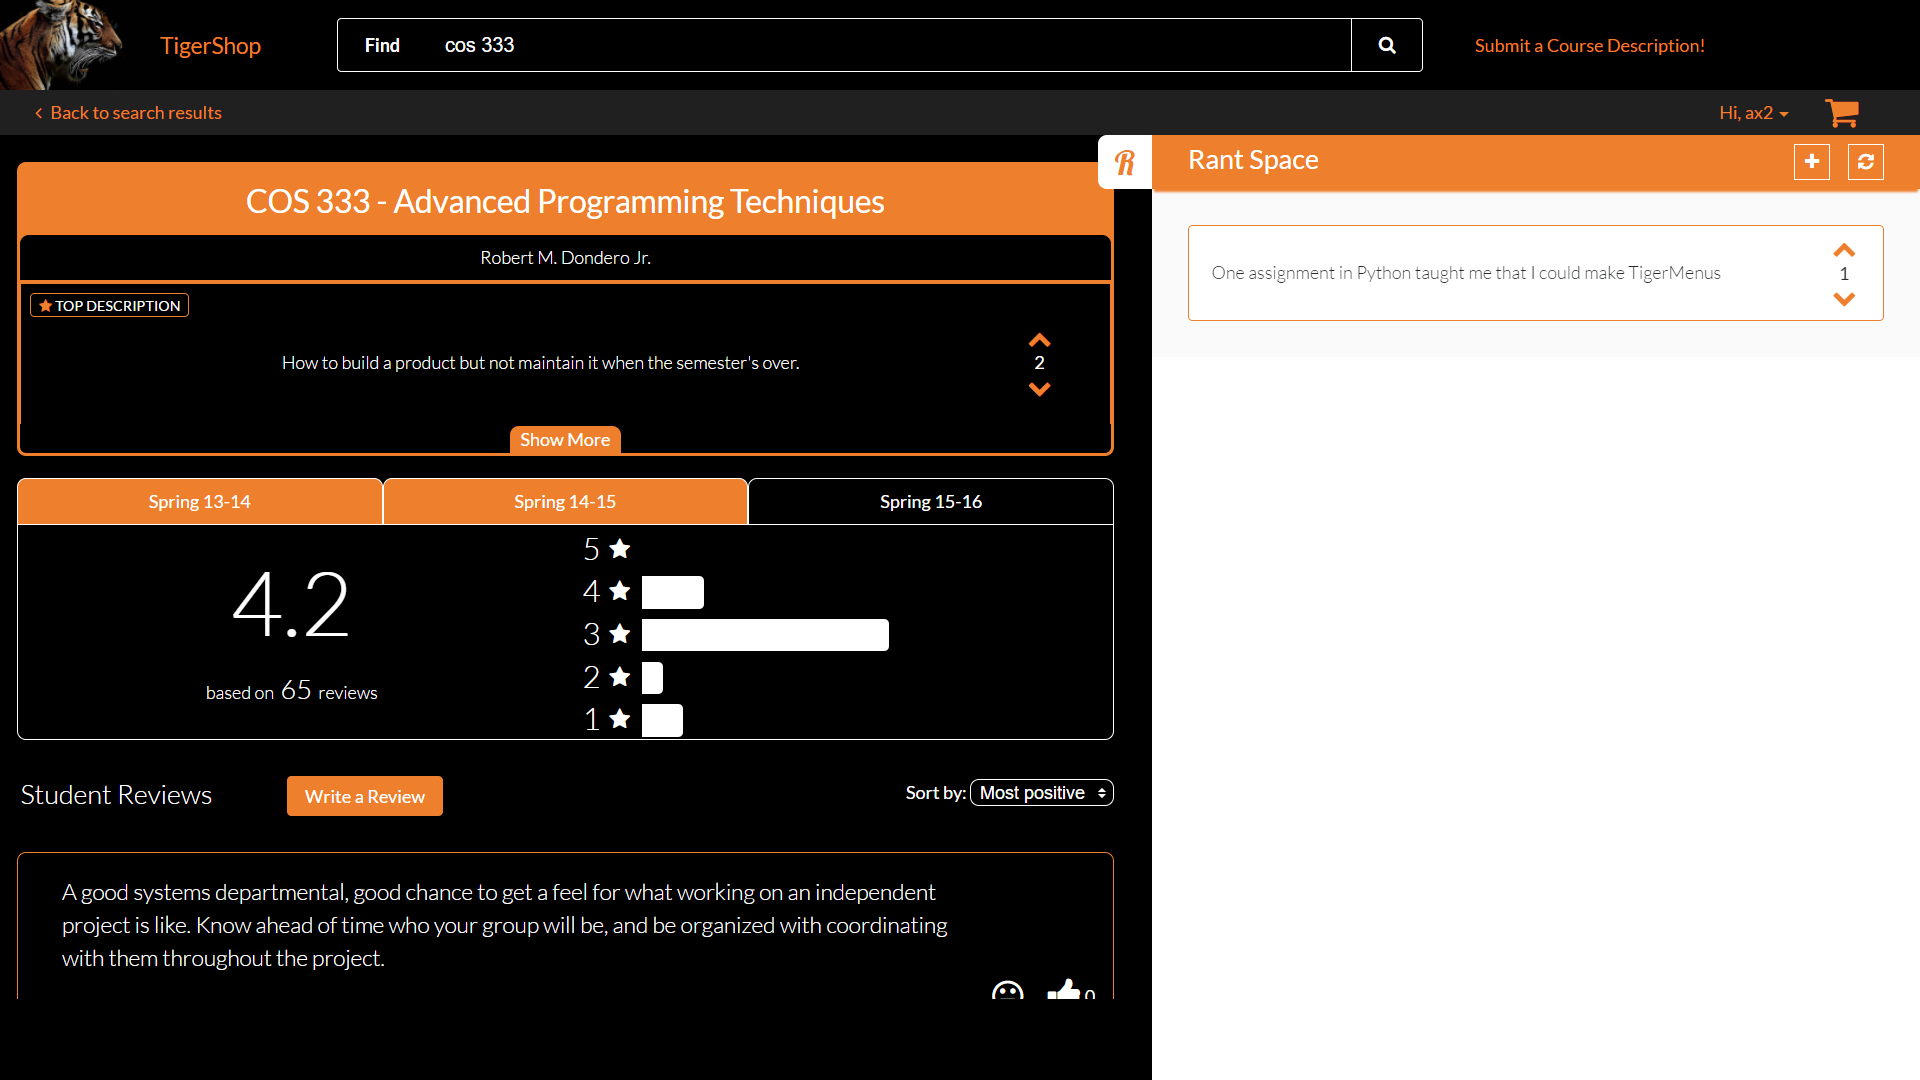 TigerShop
Find cos 333
Submit a Course Description!
Back to search results
Hi, ax2
COS 333 - Advanced Programming Techniques
Robert M. Dondero Jr.
TOP DESCRIPTION
How to build a product but not maintain it when the semester's over.
2
Show More
Spring 13-14 Spring 14-15 Spring 15-16
4.2
based on 65 reviews
5
4
3
2
1
Student Reviews
Write a Review
Sort by: Most positive
A good systems departmental, good chance to get a feel for what working on an independent
project is like. Know ahead of time who your group will be, and be organized with coordinating
with them throughout the project.
0
R
Rant Space
One assignment in Python taught me that I could make TigerMenus
1